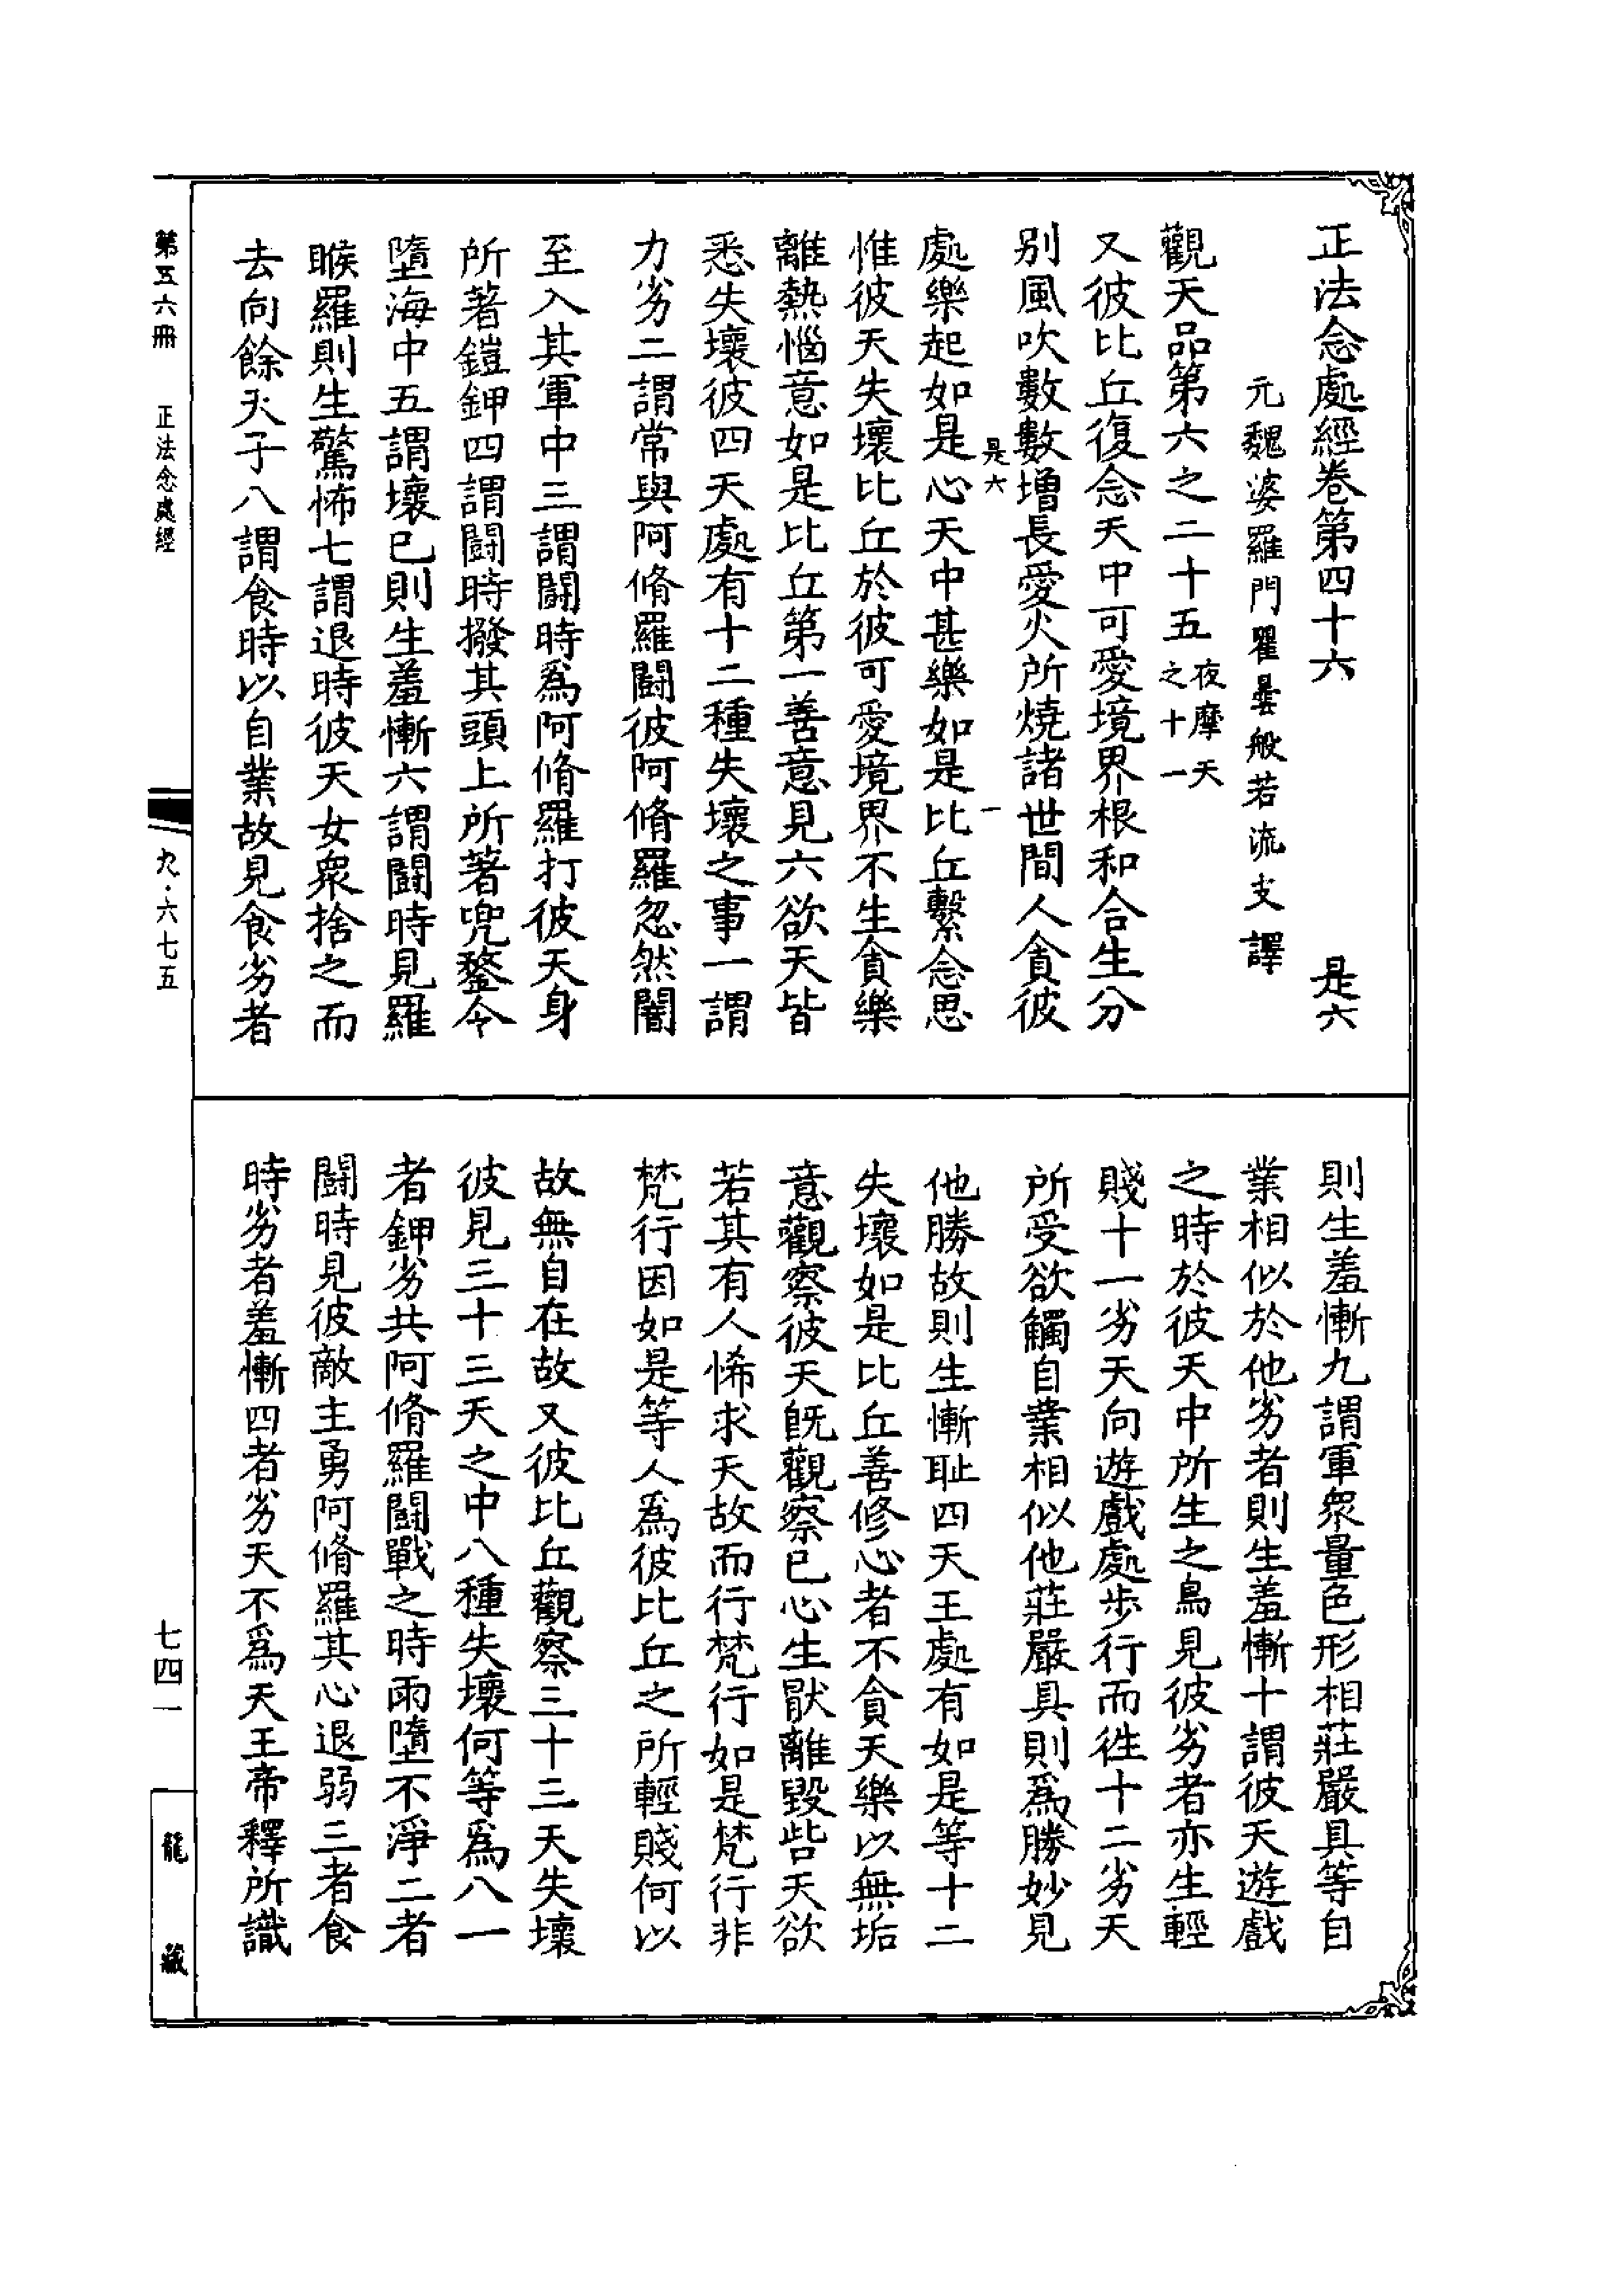 正法念處經卷第四十六　是六
元魏婆羅門瞿曇般若流支譯
觀天品第六之二十五夜摩天之十一
又彼比丘復念天中可愛境界根和合生分
別風吹數數增長愛火所燒諸世間人貪彼
是六　一
處樂起如是心天中甚樂如是比丘繫念思
惟彼天失壞比丘於彼可愛境界不生貪樂
離熱惱意如是比丘第一善意見六欲天皆
悉失壞彼四天處有十二種失壞之事一謂
力劣二謂常與阿脩羅鬪彼阿脩羅忽然闇
至入其軍中三謂鬪時爲阿脩羅打彼天身
所著鎧鉀四謂鬪時撥其頭上所著兜鍪令
墮海中五謂壞已則生羞慚六謂鬪時見羅
睺羅則生驚怖七謂退時彼天女衆捨之而
去向餘天子八謂食時以自業故見食劣者
則生羞慚九謂軍衆量色形相莊嚴具等自
業相似於他劣者則生羞慚十謂彼天遊戲
之時於彼天中所生之鳥見彼劣者亦生輕
賤十一劣天向遊戲處步行而徃十二劣天
所受欲觸自業相似他莊嚴具則爲勝妙見
他勝故則生慚耻四天王處有如是等十二
失壞如是比丘善修心者不貪天樂以無垢
意觀察彼天旣觀察已心生猒離毀呰天欲
若其有人悕求天故而行梵行如是梵行非
梵行因如是等人爲彼比丘之所輕賤何以
故無自在故又彼比丘觀察三十三天失壞
彼見三十三天之中八種失壞何等爲八一
者鉀劣共阿脩羅鬪戰之時雨墮不淨二者
鬪時見彼敵主勇阿脩羅其心退弱三者食
時劣者羞慚四者劣天不爲天王帝釋所識
第五六冊　正法念處經　九·六七五　七四一　龍藏